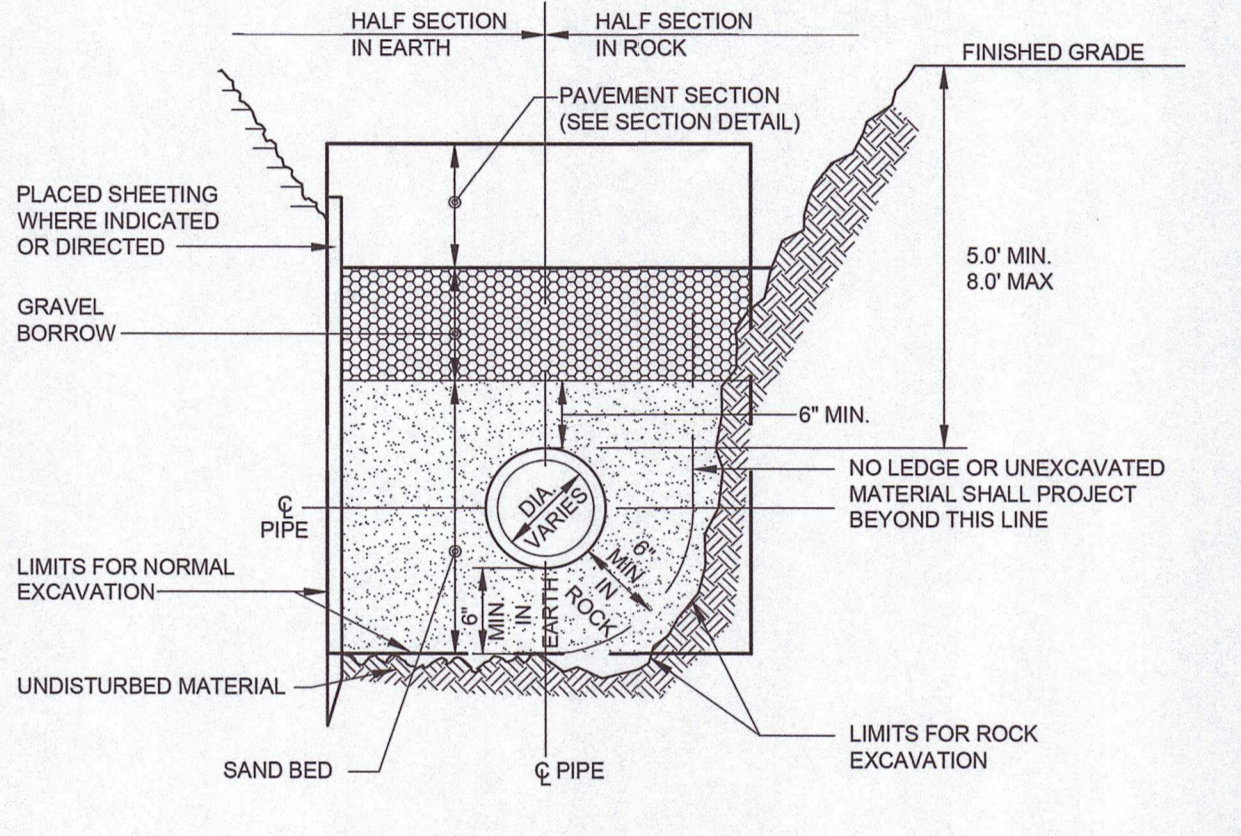 HALF SECTION
IN EARTH
HALF SECTION
IN ROCK
FINISHED GRADE
PAVEMENT SECTION
(SEE SECTION DETAIL)
PLACED SHEETING
WHERE INDICATED
OR DIRECTED
5.0' MIN.
8.0' MAX
GRAVEL
BORROW
6" MIN.
NO LEDGE OR UNEXCAVATED
MATERIAL SHALL PROJECT
BEYOND THIS LINE
DIA.
VARIES
℄
PIPE
6"
MIN
IN
ROCK
LIMITS FOR NORMAL
EXCAVATION
6"
MIN.
IN
EARTH
UNDISTURBED MATERIAL
LIMITS FOR ROCK
EXCAVATION
SAND BED
℄ PIPE